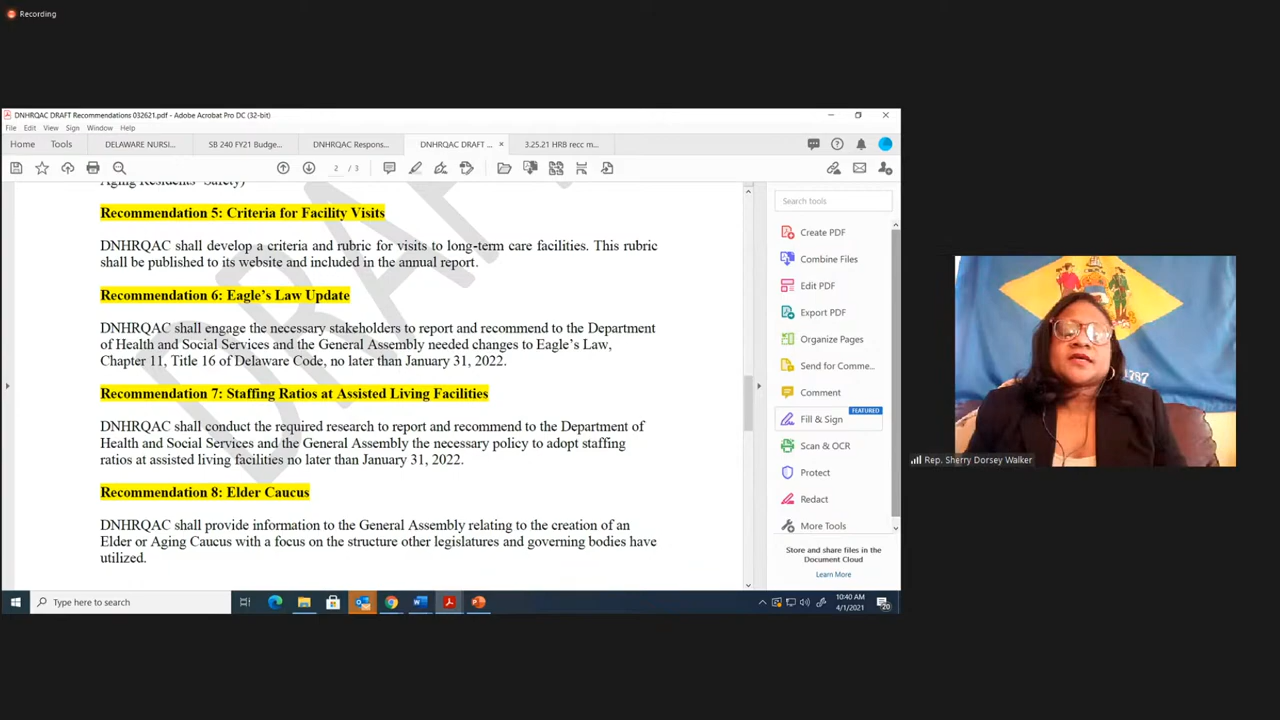 Recording
DNHRQAC DRAFT Recommendations 032621.pdf - Adobe Acrobat Pro DC (32-bit)
File Edit View Sign Window Help
Home Tools DELAWARE NURSI... SB 240 FY21 Budge... DNHRQAC Respons... DNHRQAC DRAFT ... × 3.25.21 HRB recc m...
2 / 3
Aging Residents' Safety)
Recommendation 5: Criteria for Facility Visits
DNHRQAC shall develop a criteria and rubric for visits to long-term care facilities. This rubric
shall be published to its website and included in the annual report.
Recommendation 6: Eagle's Law Update
DNHRQAC shall engage the necessary stakeholders to report and recommend to the Department
of Health and Social Services and the General Assembly needed changes to Eagle's Law,
Chapter 11, Title 16 of Delaware Code, no later than January 31, 2022.
Recommendation 7: Staffing Ratios at Assisted Living Facilities
DNHRQAC shall conduct the required research to report and recommend to the Department of
Health and Social Services and the General Assembly the necessary policy to adopt staffing
ratios at assisted living facilities no later than January 31, 2022.
Recommendation 8: Elder Caucus
DNHRQAC shall provide information to the General Assembly relating to the creation of an
Elder or Aging Caucus with a focus on the structure other legislatures and governing bodies have
utilized.
DRAFT
Search tools
Create PDF
Combine Files
Edit PDF
Export PDF
Organize Pages
Send for Comme...
Comment
FEATURED
Fill & Sign
Scan & OCR
Protect
Redact
More Tools
Store and share files in the
Document Cloud
Learn More
Type here to search
10:40 AM
4/1/2021
20
1787
Rep. Sherry Dorsey Walker